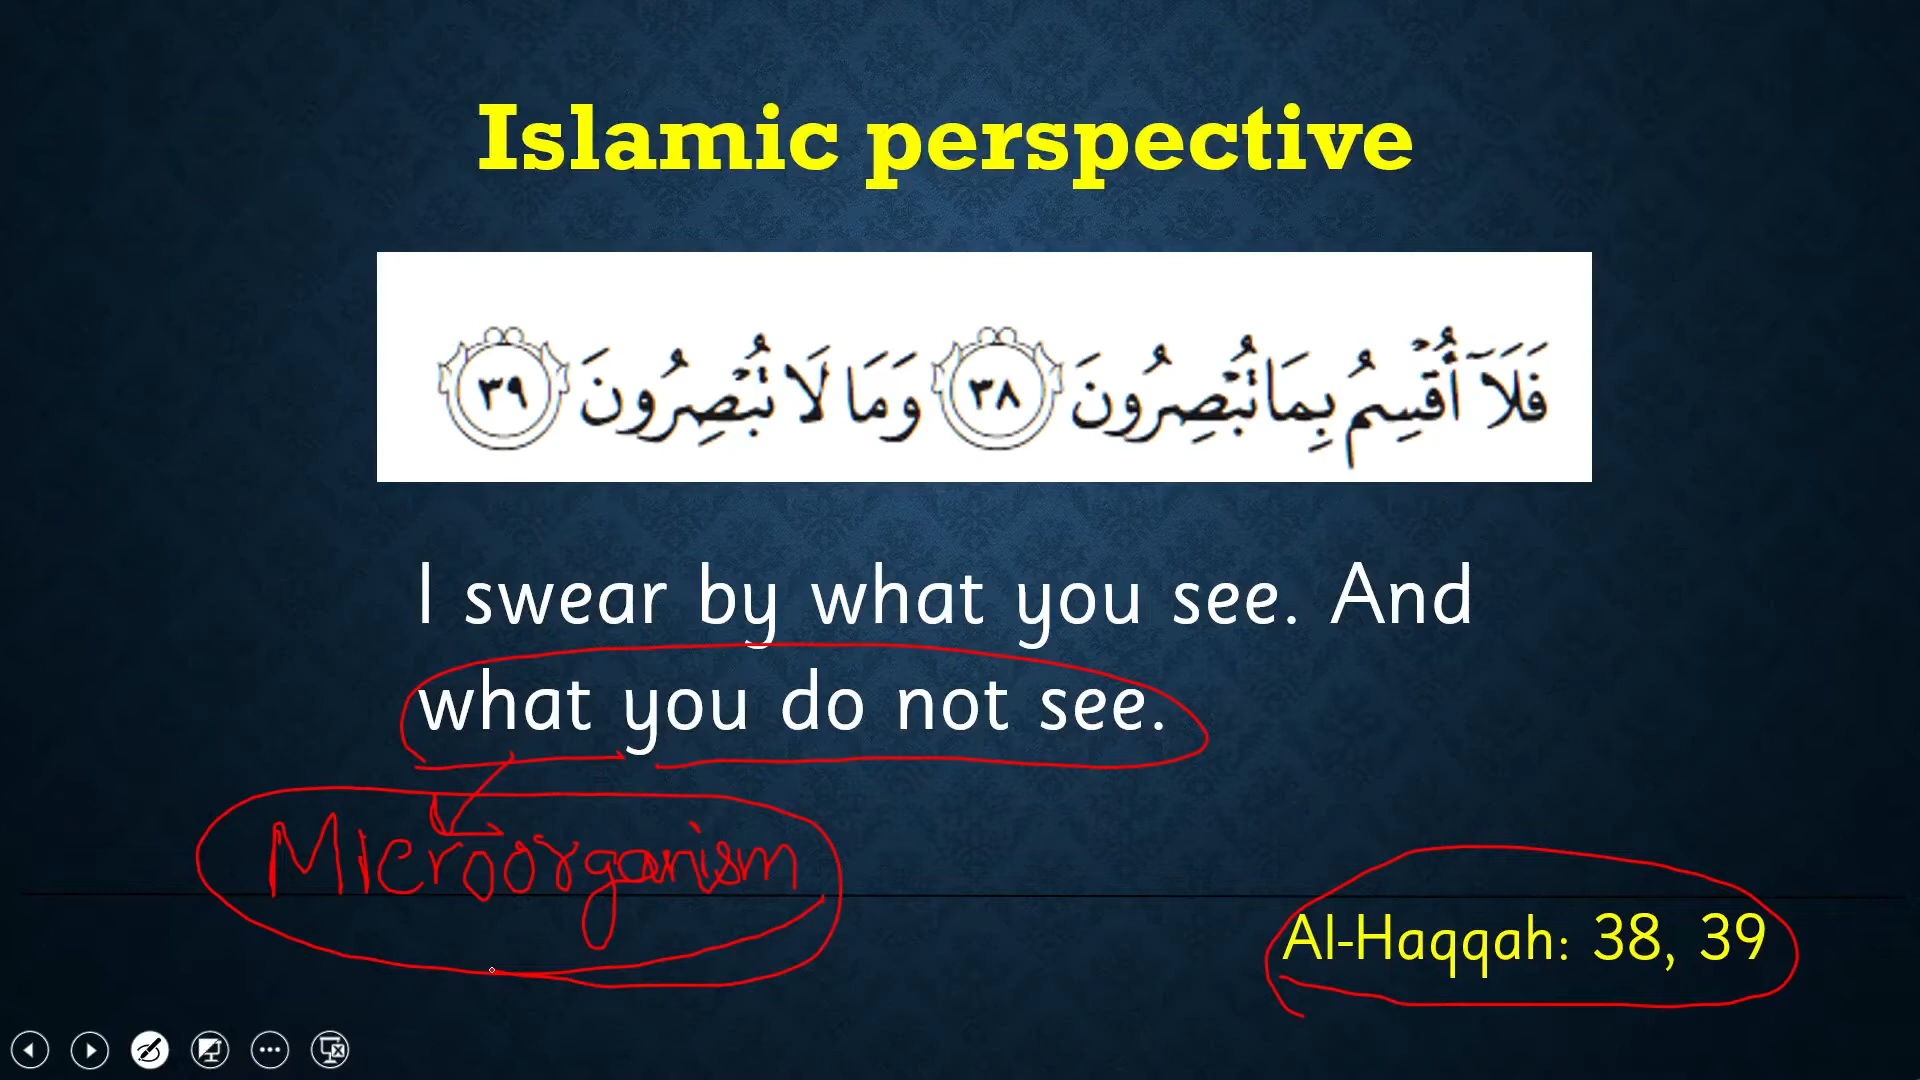 Islamic perspective
فَلَآ أُقْسِمُ بِمَا تُبْصِرُونَ ٣٨ وَمَا لَا تُبْصِرُونَ ٣٩
I swear by what you see. And
what you do not see.
Microorganism
Al-Haqqah: 38, 39